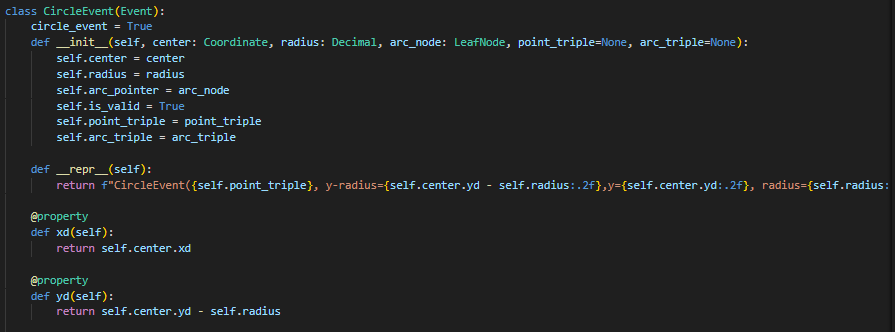 class CircleEvent(Event):
    circle_event = True
    def __init__(self, center: Coordinate, radius: Decimal, arc_node: LeafNode, point_triple=None, arc_triple=None):
        self.center = center
        self.radius = radius
        self.arc_pointer = arc_node
        self.is_valid = True
        self.point_triple = point_triple
        self.arc_triple = arc_triple
    def __repr__(self):
        return f"CircleEvent({self.point_triple}, y-radius={self.center.yd - self.radius:.2f},y={self.center.yd:.2f}, radius={self.radius:
    @property
    def xd(self):
        return self.center.xd
    @property
    def yd(self):
        return self.center.yd - self.radius